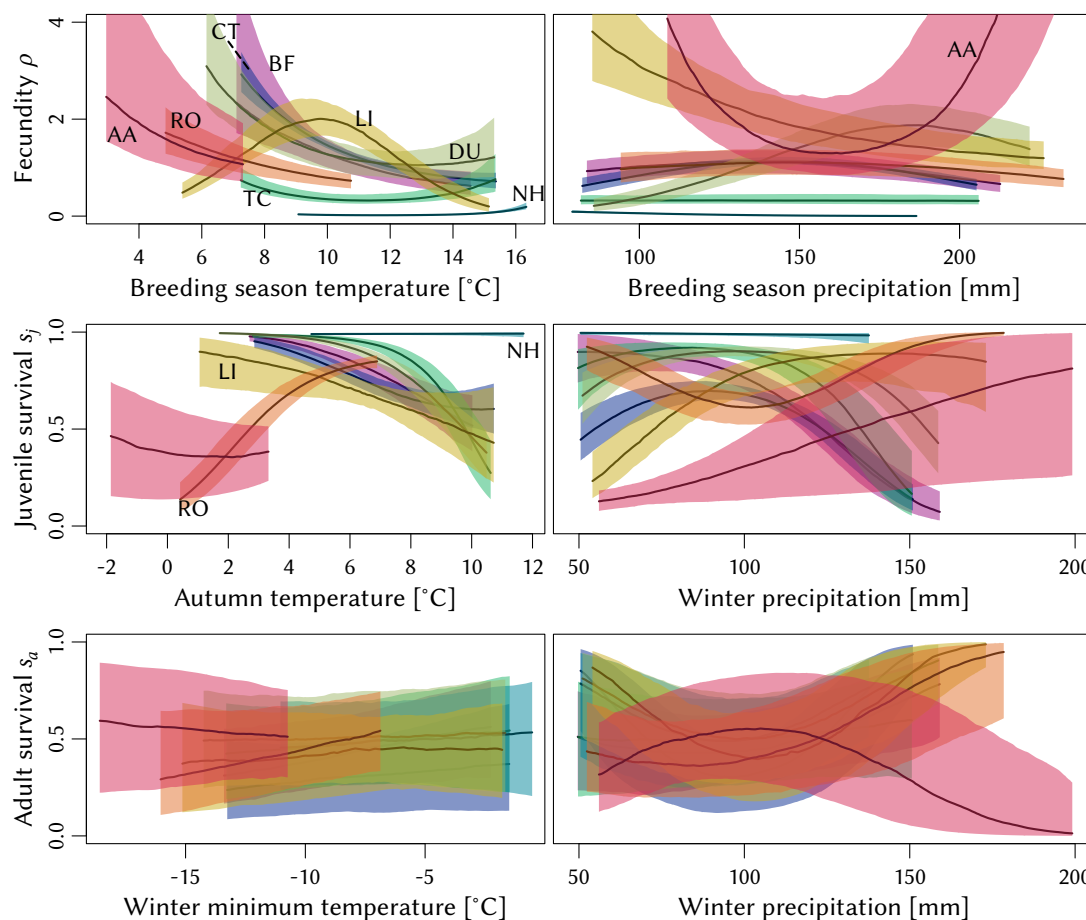 Fecundity ρ
4
2
0
CT
BF
LI
RO
AA
TC
DU
NH
AA
4 6 8 10 12 14 16
100 150 200
Breeding season temperature [°C]
Breeding season precipitation [mm]
Juvenile survival sj
1.0
0.5
0.0
LI
RO
NH
-2 0 2 4 6 8 10 12
50 100 150 200
Autumn temperature [°C]
Winter precipitation [mm]
Adult survival sa
1.0
0.5
0.0
-15 -10 -5
50 100 150 200
Winter minimum temperature [°C]
Winter precipitation [mm]